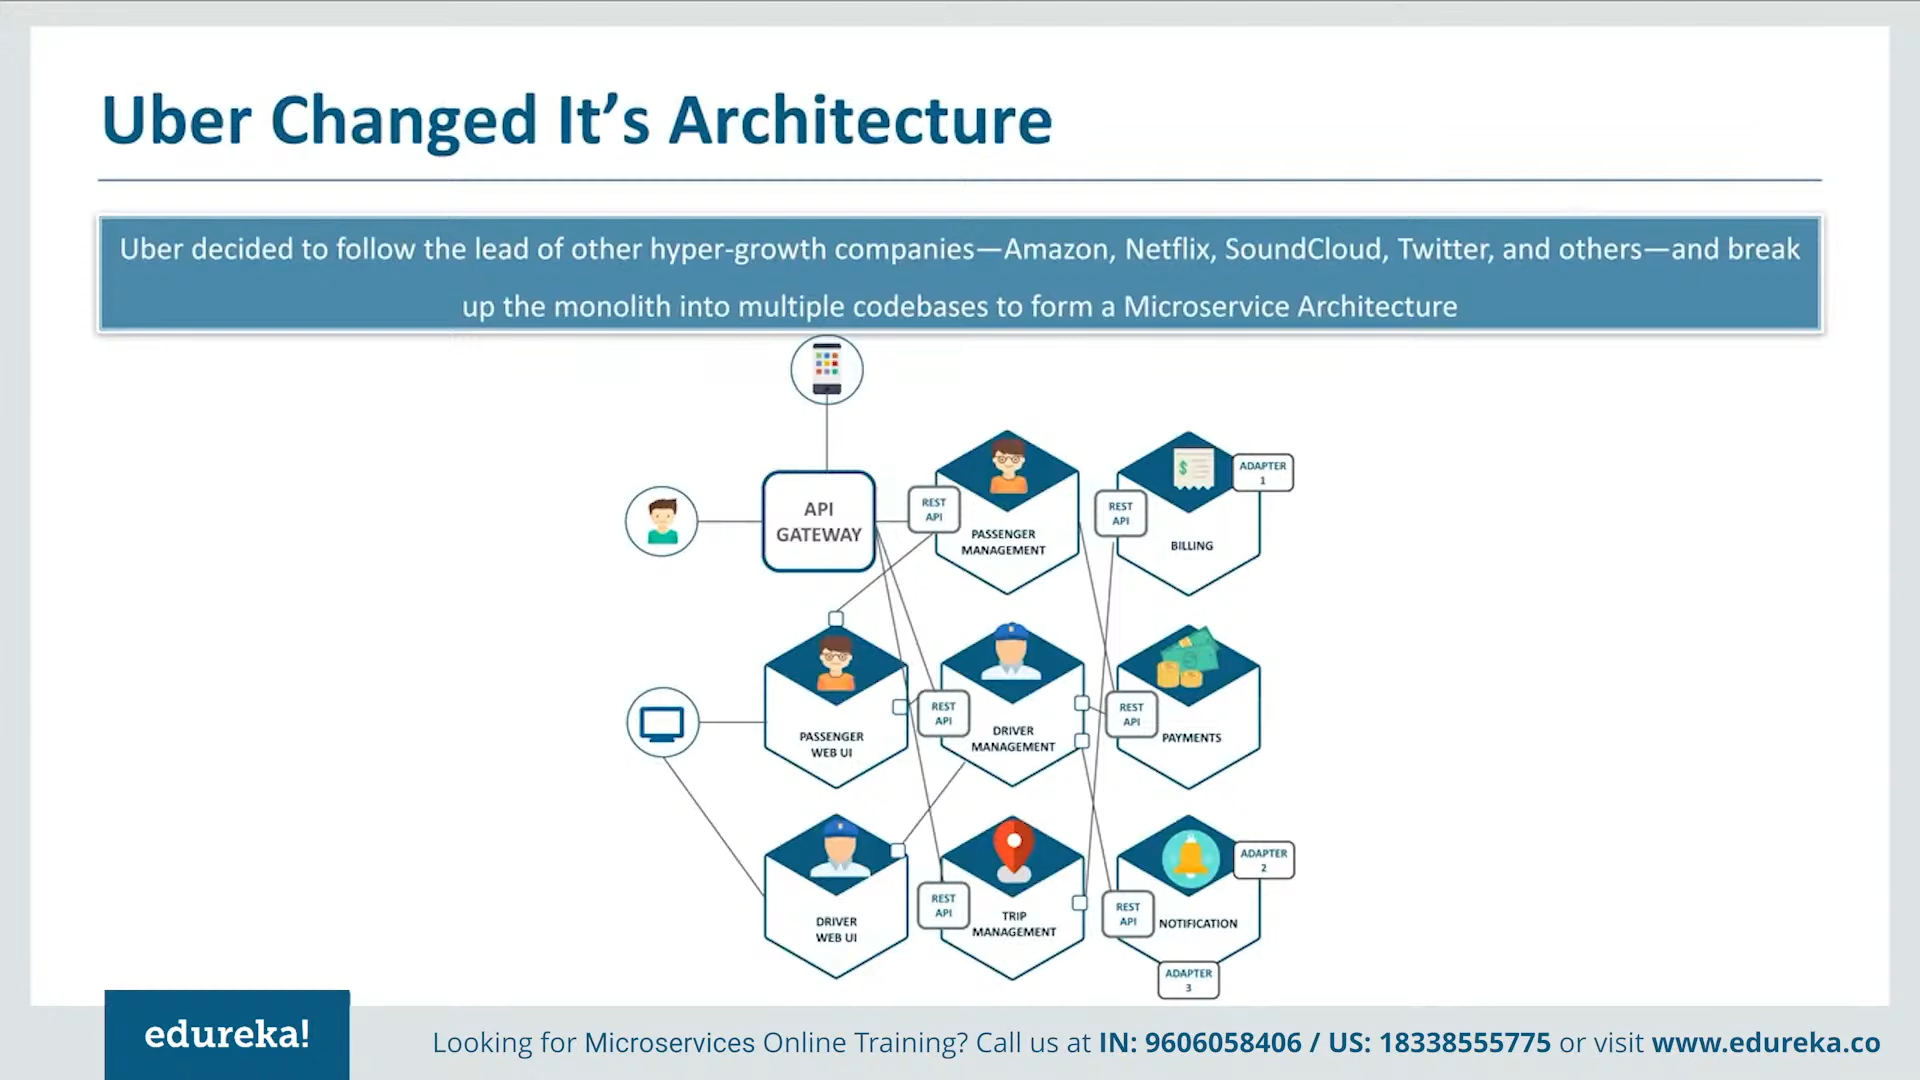 Uber Changed It’s Architecture
Uber decided to follow the lead of other hyper-growth companies—Amazon, Netflix, SoundCloud, Twitter, and others—and break
up the monolith into multiple codebases to form a Microservice Architecture
API
GATEWAY
REST
API
PASSENGER
MANAGEMENT
REST
API
BILLING
ADAPTER
1
PASSENGER
WEB UI
REST
API
DRIVER
MANAGEMENT
REST
API
PAYMENTS
DRIVER
WEB UI
REST
API
TRIP
MANAGEMENT
REST
API
NOTIFICATION
ADAPTER
2
ADAPTER
3
edureka!
Looking for Microservices Online Training? Call us at IN: 9606058406 / US: 18338555775 or visit www.edureka.co